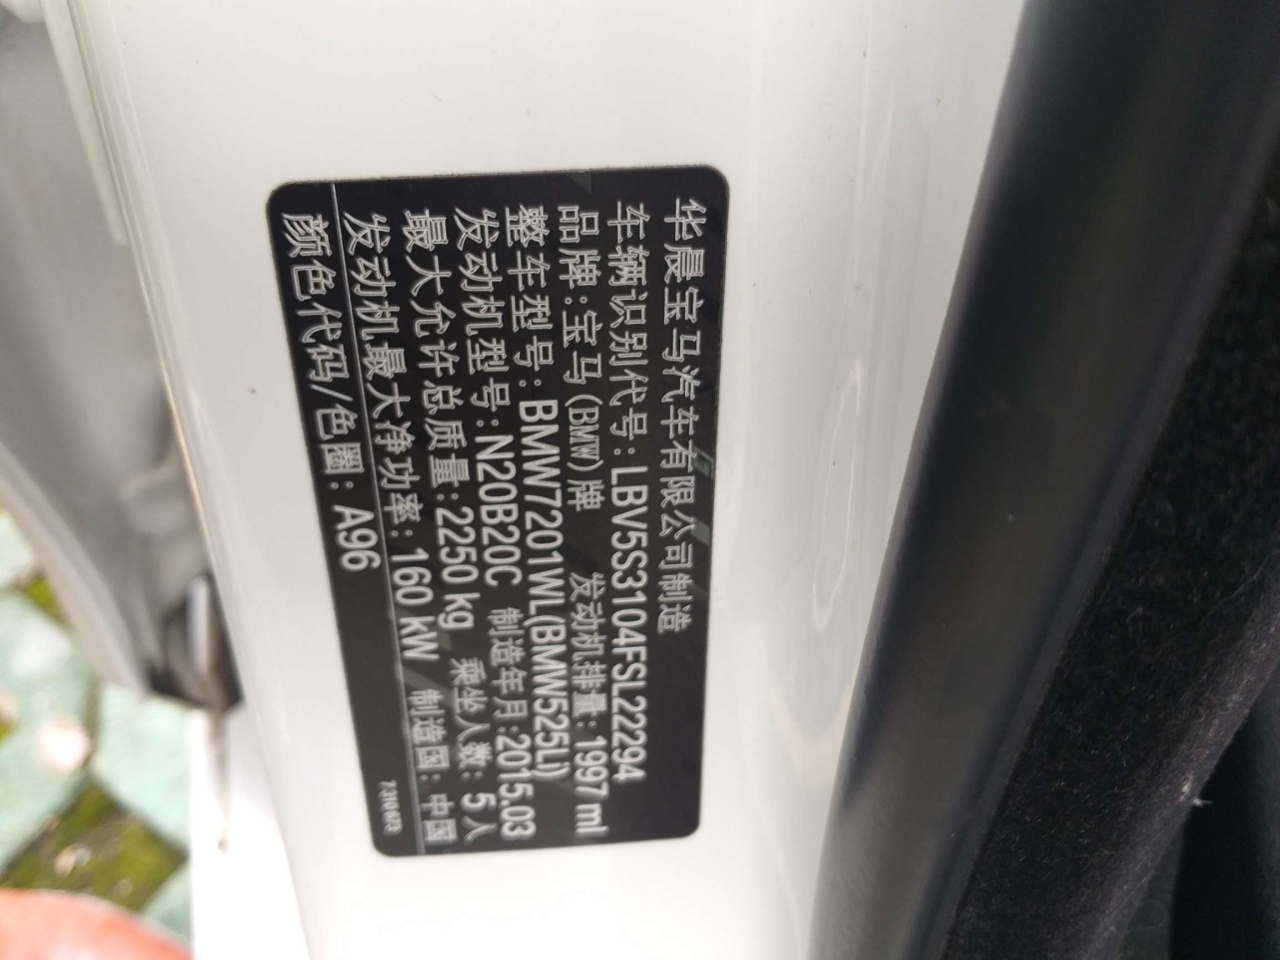 华晨宝马汽车有限公司制造
车辆识别代号：LBV5S3104FSL22294
品牌：宝马(BMW)牌 发动机排量：1997 ml
整车型号：BMW7201WL(BMW525Li)
发动机型号：N20B20C 制造年月：2015.03
最大允许总质量：2250 kg 乘坐人数：5人
发动机最大净功率：160 kW 制造国：中国
颜色代码/色圈：A96